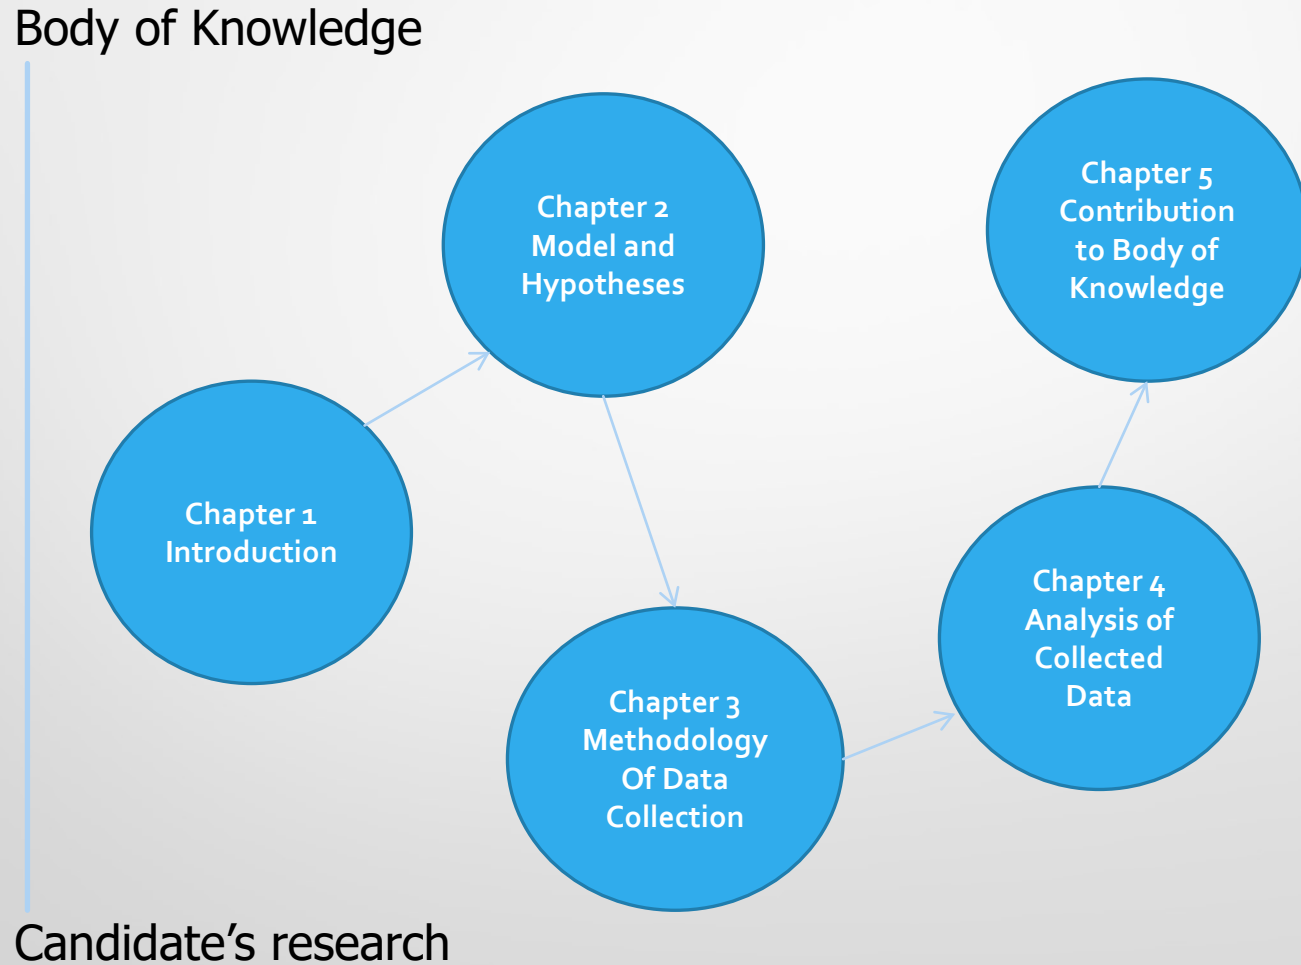 Body of Knowledge
Chapter 1
Introduction
Chapter 2
Model and
Hypotheses
Chapter 3
Methodology
Of Data
Collection
Chapter 4
Analysis of
Collected
Data
Chapter 5
Contribution
to Body of
Knowledge
Candidate’s research